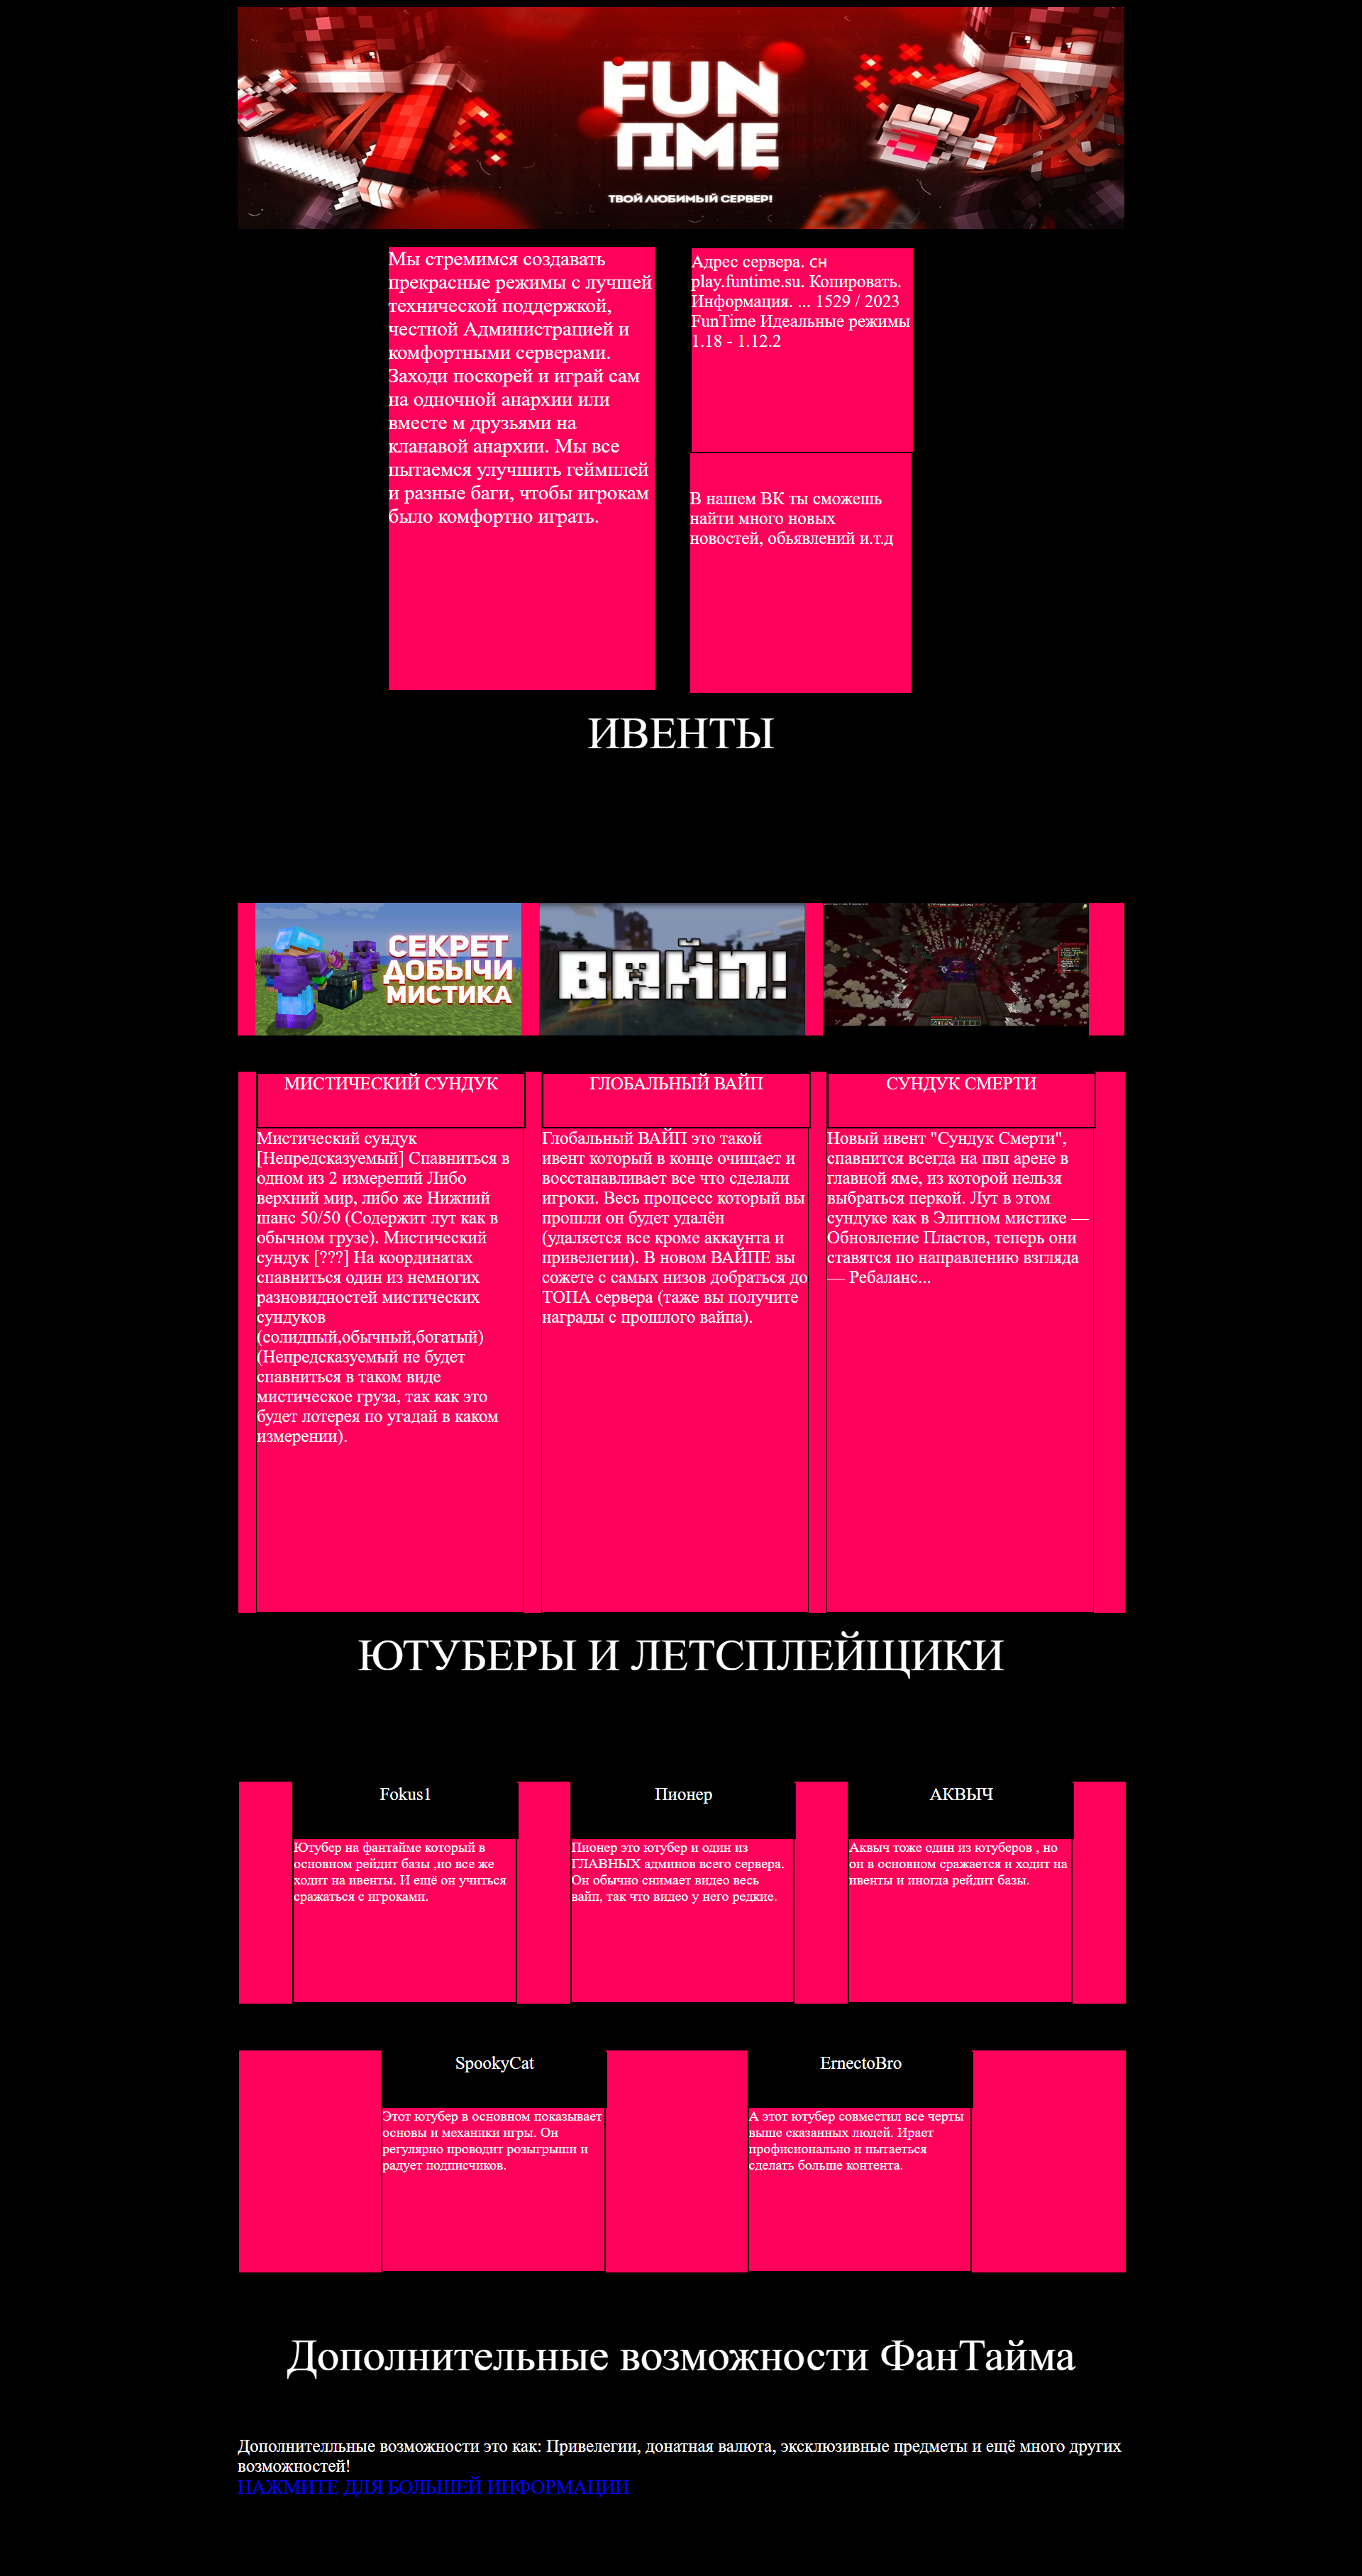 FUN
TIME
ТВОЙ ЛЮБИМЫЙ СЕРВЕР!
Мы стремимся создавать
прекрасные режимы с лучшей
технической поддержкой,
честной Администрацией и
комфортными серверами.
Заходи поскорей и играй сам
на одночной анархии или
вместе м друзьями на
кланавой анархии. Мы все
пытаемся улучшить геймплей
и разные баги, чтобы игрокам
было комфортно играть.
Адрес сервера. ᴄʜ
play.funtime.su. Копировать.
Информация. ... 1529 / 2023
FunTime Идеальные режимы
1.18 - 1.12.2
В нашем ВК ты сможешь
найти много новых
новостей, обьявлений и.т.д
ИВЕНТЫ
СЕКРЕТ
ДОБЫЧИ
МИСТИКА
ВАЙП!
МИСТИЧЕСКИЙ СУНДУК
Мистический сундук
[Непредсказуемый] Спавниться в
одном из 2 измерений Либо
верхний мир, либо же Нижний
шанс 50/50 (Содержит лут как в
обычном грузе). Мистический
сундук [???] На координатах
спавниться один из немногих
разновидностей мистических
сундуков
(солидный,обычный,богатый)
(Непредсказуемый не будет
спавниться в таком виде
мистическое груза, так как это
будет лотерея по угадай в каком
измерении).
ГЛОБАЛЬНЫЙ ВАЙП
Глобальный ВАЙП это такой
ивент который в конце очищает и
восстанавливает все что сделали
игроки. Весь процсесс который вы
прошли он будет удалён
(удаляется все кроме аккаунта и
привелегии). В новом ВАЙПЕ вы
сожете с самых низов добраться до
ТОПА сервера (таже вы получите
награды с прошлого вайпа).
СУНДУК СМЕРТИ
Новый ивент "Сундук Смерти",
спавнится всегда на пвп арене в
главной яме, из которой нельзя
выбраться перкой. Лут в этом
сундуке как в Элитном мистике —
Обновление Пластов, теперь они
ставятся по направлению взгляда
— Ребаланс...
ЮТУБЕРЫ И ЛЕТСПЛЕЙЩИКИ
Fokus1
Ютубер на фантайме который в
основном рейдит базы ,но все же
ходит на ивенты. И ещё он учиться
сражаться с игроками.
Пионер
Пионер это ютубер и один из
ГЛАВНЫХ админов всего сервера.
Он обычно снимает видео весь
вайп, так что видео у него редкие.
АКВЫЧ
Аквыч тоже один из ютуберов , но
он в основном сражается и ходит на
ивенты и иногда рейдит базы.
SpookyCat
Этот ютубер в основном показывает
основы и механики игры. Он
регулярно проводит розыгрыши и
радует подписчиков.
ErnectoBro
А этот ютубер совместил все черты
выше сказанных людей. Ирает
профисионально и пытаеться
сделать больше контента.
Дополнительные возможности ФанТайма
Дополнителльные возможности это как: Привелегии, донатная валюта, эксклюзивные предметы и ещё много других
возможностей!
НАЖМИТЕ ДЛЯ БОЛЬШЕЙ ИНФОРМАЦИИ